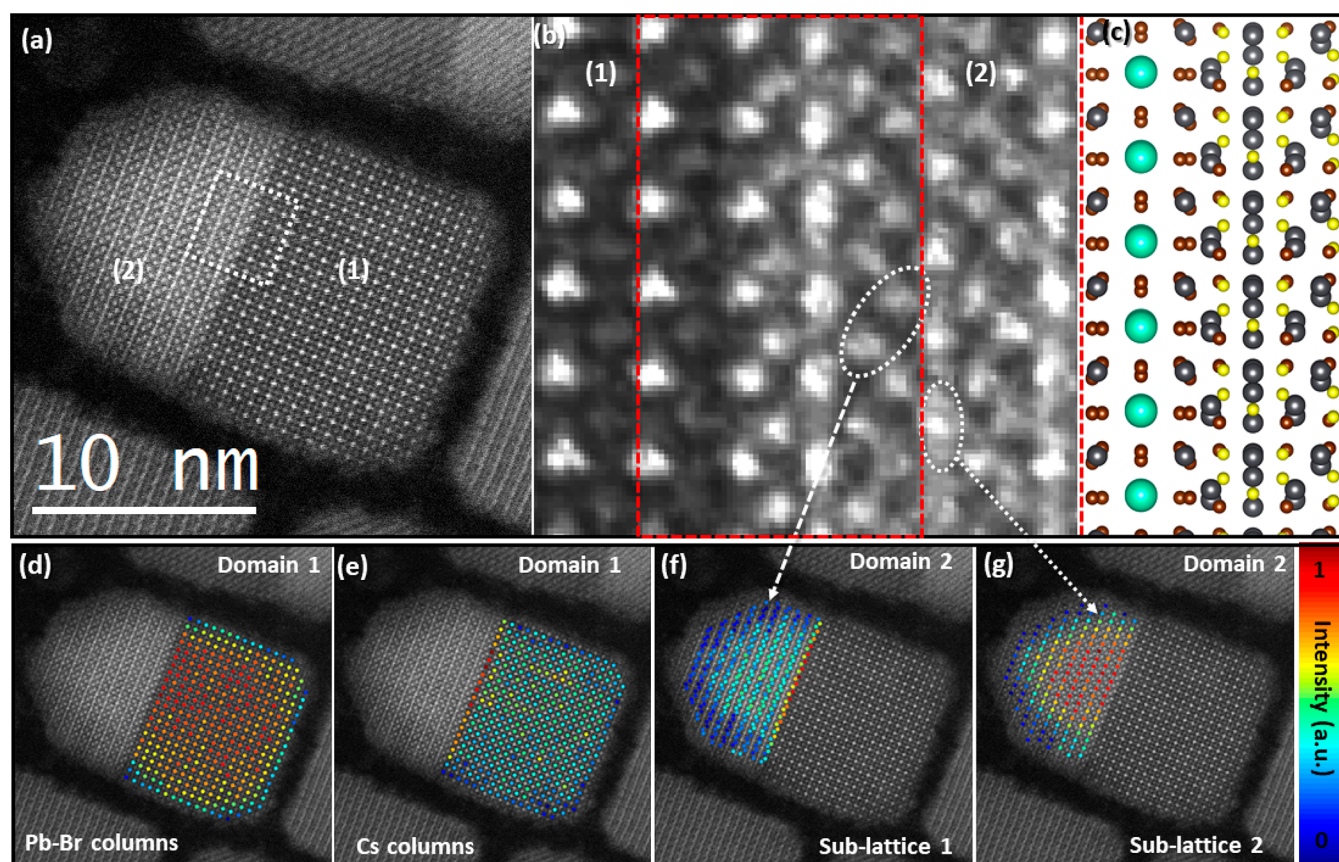 (a)
(2)
(1)
10 nm
(b)
(1)
(2)
(c)
(d)
Domain 1
Pb-Br columns
(e)
Domain 1
Cs columns
(f)
Domain 2
Sub-lattice 1
(g)
Domain 2
Sub-lattice 2
1
Intensity (a.u.)
0